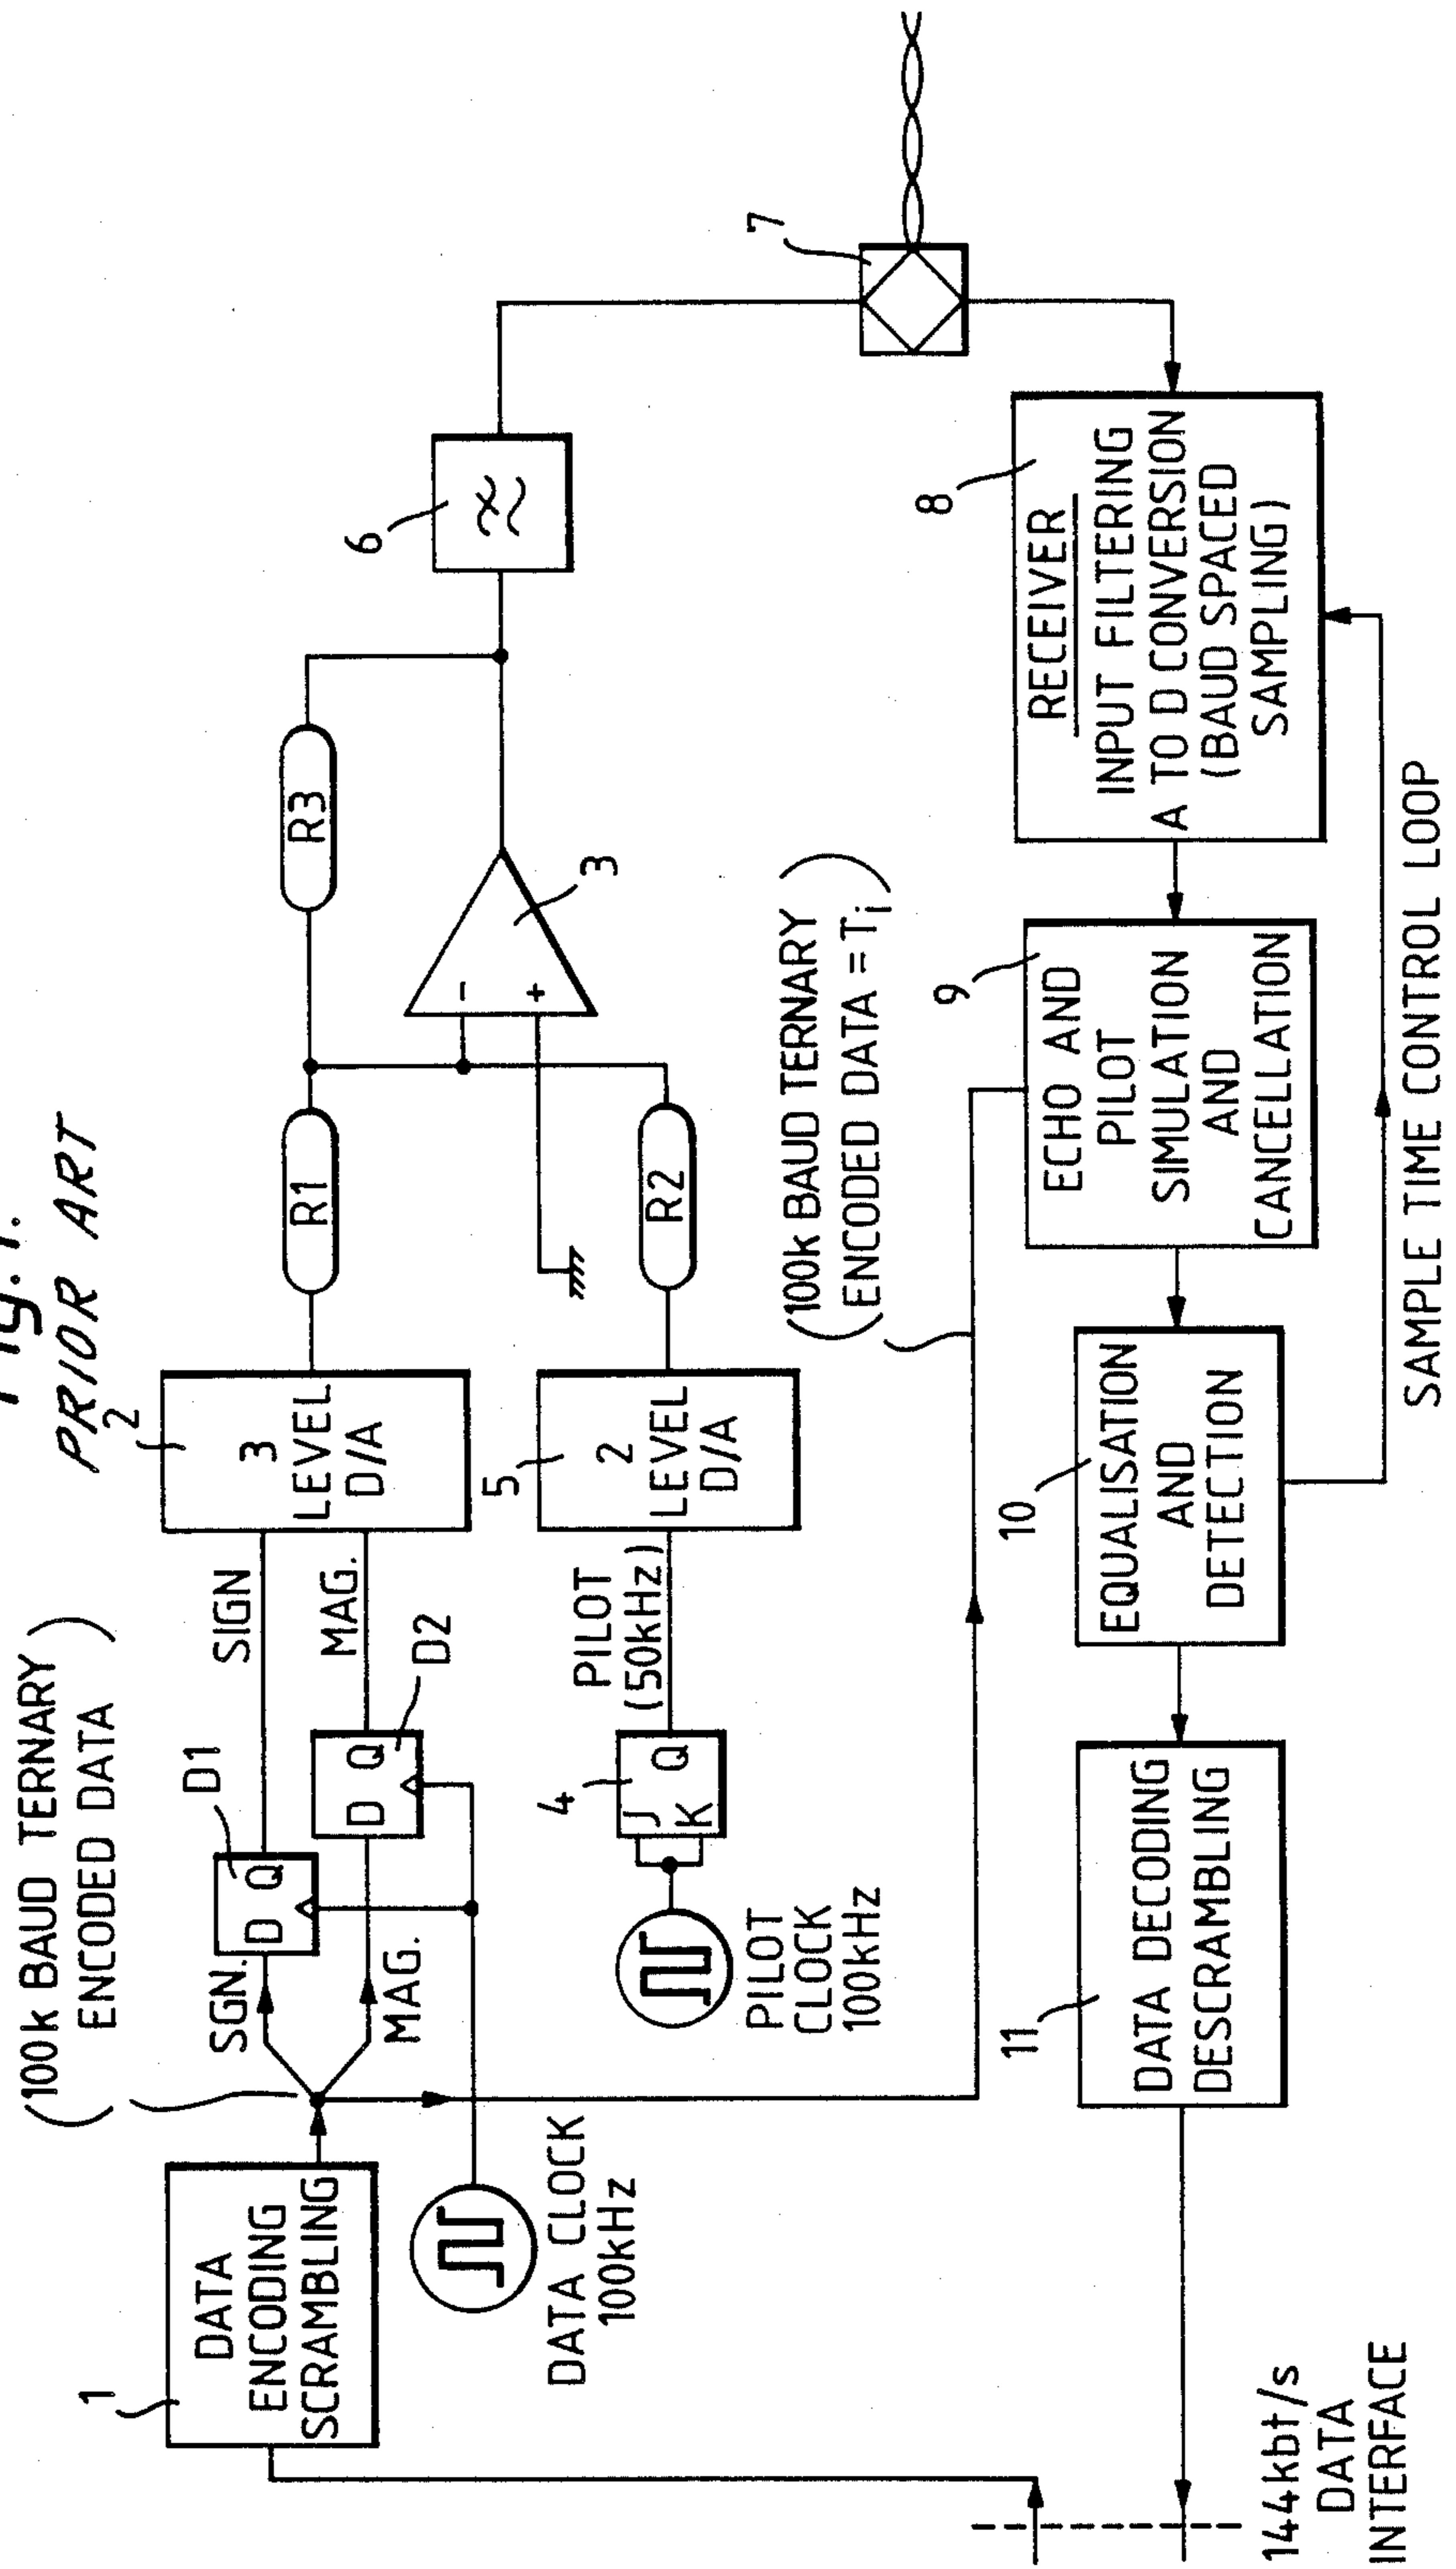 Fig. 1.
PRIOR ART
1
DATA
ENCODING
SCRAMBLING
(100k BAUD TERNARY
ENCODED DATA)
SGN.
MAG.
D1
D Q
D2
D Q
SIGN
MAG.
2
3
LEVEL
D/A
R1
R3
-
+
3
6
7
DATA CLOCK
100kHz
PILOT
CLOCK
100kHz
4
J
K
Q
PILOT
(50kHz)
5
2
LEVEL
D/A
R2
(100k BAUD TERNARY
ENCODED DATA = Ti)
8
RECEIVER
INPUT FILTERING
A TO D CONVERSION
(BAUD SPACED
SAMPLING)
9
ECHO AND
PILOT
SIMULATION
AND
CANCELLATION
10
EQUALISATION
AND
DETECTION
11
DATA DECODING
DESCRAMBLING
SAMPLE TIME CONTROL LOOP
144kbt/s
DATA
INTERFACE